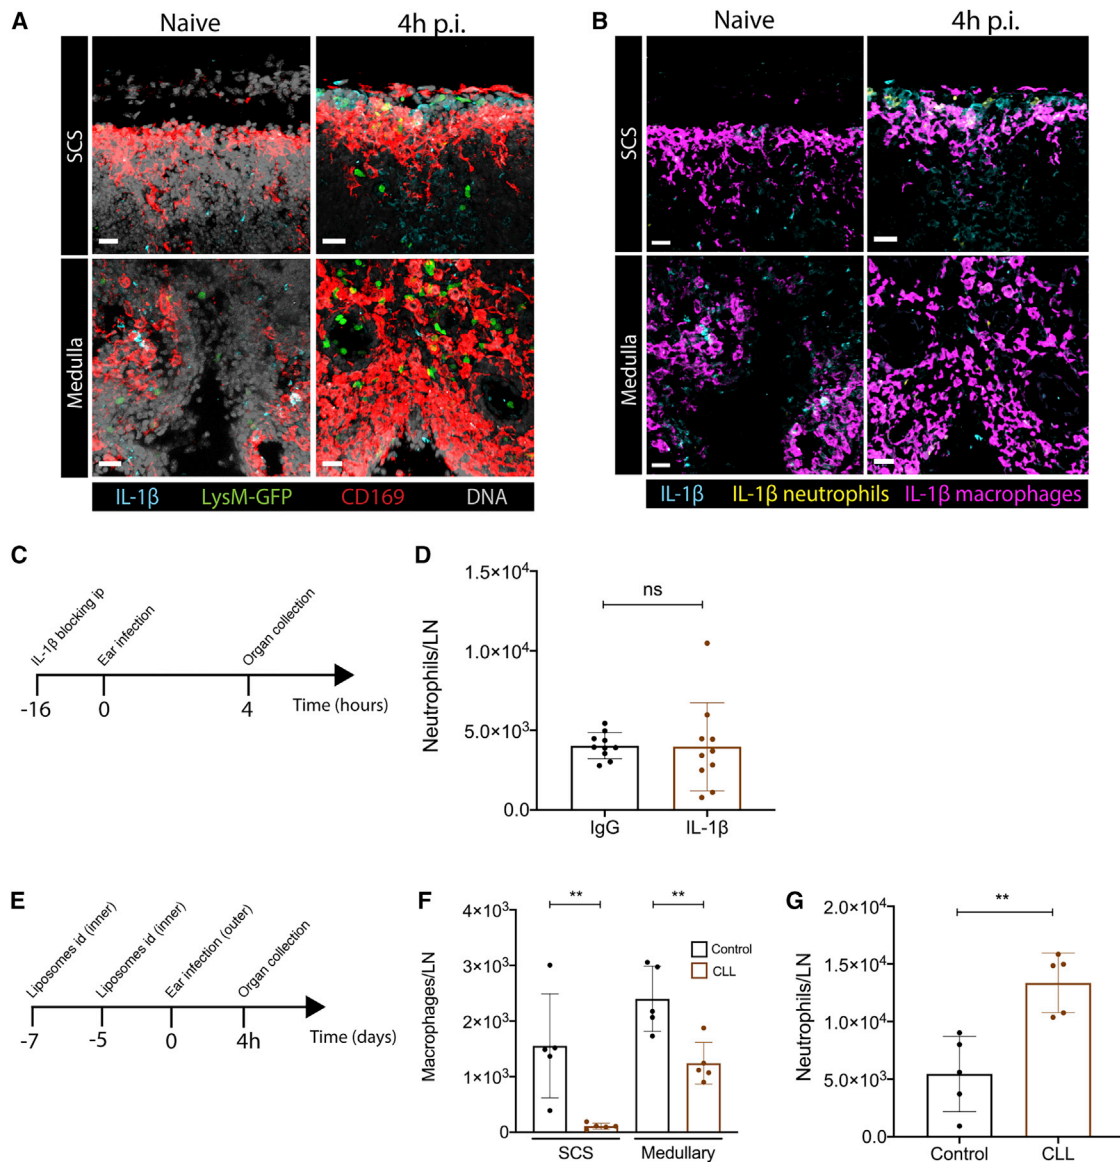 A
Naive
4h p.i.
SCS
Medulla
IL-1β LysM-GFP CD169 DNA
B
Naive
4h p.i.
SCS
Medulla
IL-1β IL-1β neutrophils IL-1β macrophages
C
IL-1β blocking ip
Ear infection
Organ collection
-16 0 4 Time (hours)
D
Neutrophils/LN
1.5×10⁴
1.0×10⁴
5.0×10³
0.0
ns
IgG IL-1β
E
Liposomes id (inner)
Liposomes id (inner)
Ear infection (outer)
Organ collection
-7 -5 0 4h Time (days)
F
Macrophages/LN
4×10³
3×10³
2×10³
1×10³
0
** **
Control
CLL
SCS Medullary
G
Neutrophils/LN
2.0×10⁴
1.5×10⁴
1.0×10⁴
5.0×10³
0.0
**
Control CLL